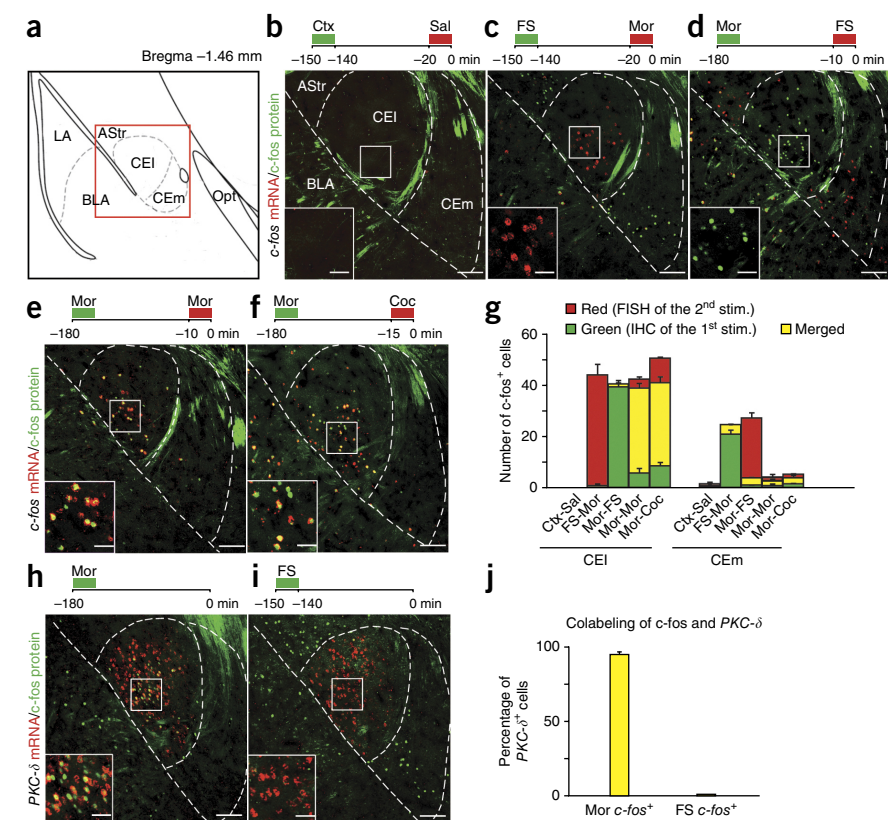 a
Bregma –1.46 mm
LA
AStr
CEl
BLA
CEm
Opt
b
Ctx
Sal
–150
–140
–20
0 min
c-fos mRNA/c-fos protein
AStr
CEl
BLA
CEm
c
FS
Mor
–150
–140
–20
0 min
d
Mor
FS
–180
–10
0 min
e
Mor
Mor
–180
–10
0 min
c-fos mRNA/c-fos protein
f
Mor
Coc
–180
–15
0 min
g
Red (FISH of the 2nd stim.)
Green (IHC of the 1st stim.)
Merged
Number of c-fos+ cells
60
40
20
0
Ctx-Sal
FS-Mor
Mor-FS
Mor-Mor
Mor-Coc
CEl
Ctx-Sal
FS-Mor
Mor-FS
Mor-Mor
Mor-Coc
CEm
h
Mor
–180
0 min
PKC-δ mRNA/c-fos protein
i
FS
–150
–140
0 min
j
Colabeling of c-fos and PKC-δ
Percentage of
PKC-δ+ cells
100
50
0
Mor c-fos+
FS c-fos+